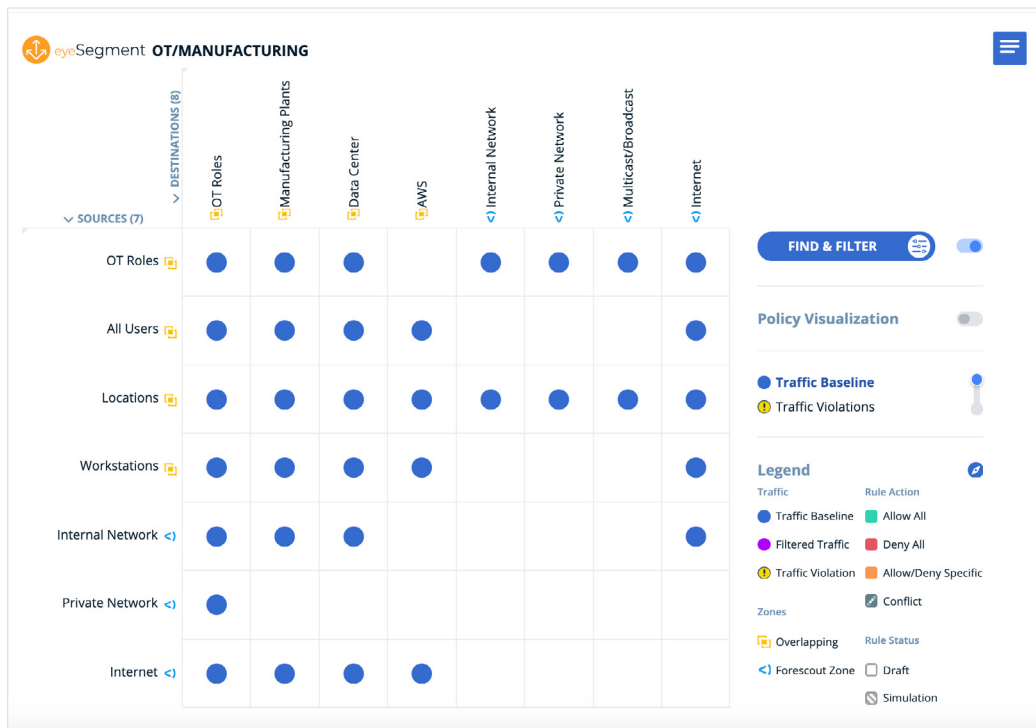 eyeSegment OT/MANUFACTURING
DESTINATIONS (8)
OT Roles
Manufacturing Plants
Data Center
AWS
Internal Network
Private Network
Multicast/Broadcast
Internet
SOURCES (7)
OT Roles
All Users
Locations
Workstations
Internal Network
Private Network
Internet
FIND & FILTER
Policy Visualization
Traffic Baseline
Traffic Violations
Legend
Traffic Rule Action
Traffic Baseline Allow All
Filtered Traffic Deny All
Traffic Violation Allow/Deny Specific
Conflict
Zones
Overlapping Rule Status
Forescout Zone Draft
Simulation